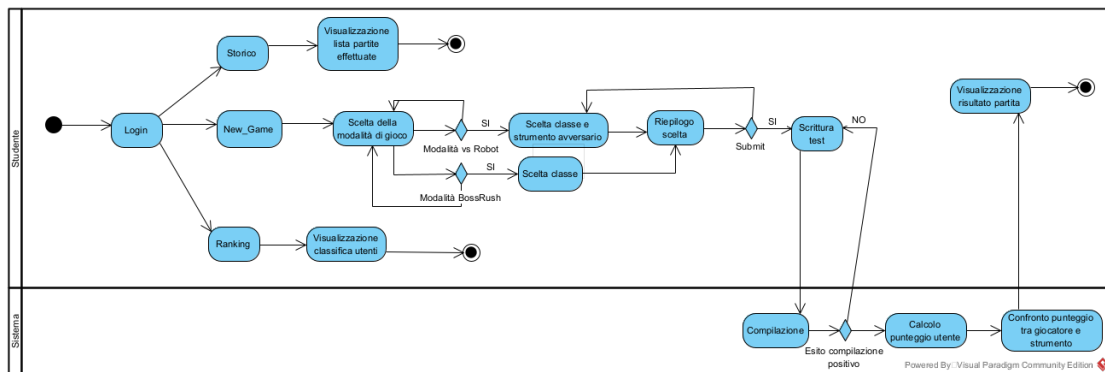 Studente
Visualizzazione
lista partite
effettuate
Storico
Login
New_Game
Scelta della
modalità di gioco
SI
Modalità vs Robot
Scelta classe e
strumento avversario
Riepilogo
scelta
SI
Submit
Scrittura
test
NO
Visualizzazione
risultato partita
SI
Modalità BossRush
Scelta classe
Ranking
Visualizzazione
classifica utenti
Sistema
Compilazione
Esito compilazione
positivo
Calcolo
punteggio utente
Confronto punteggio
tra giocatore e
strumento
Powered By Visual Paradigm Community Edition